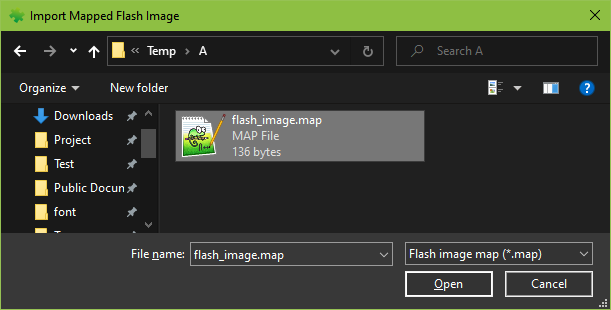 Import Mapped Flash Image
Temp
A
Search A
Organize
New folder
Downloads
Project
Test
Public Docum
font
flash_image.map
MAP File
136 bytes
File name:
flash_image.map
Flash image map (*.map)
Open
Cancel